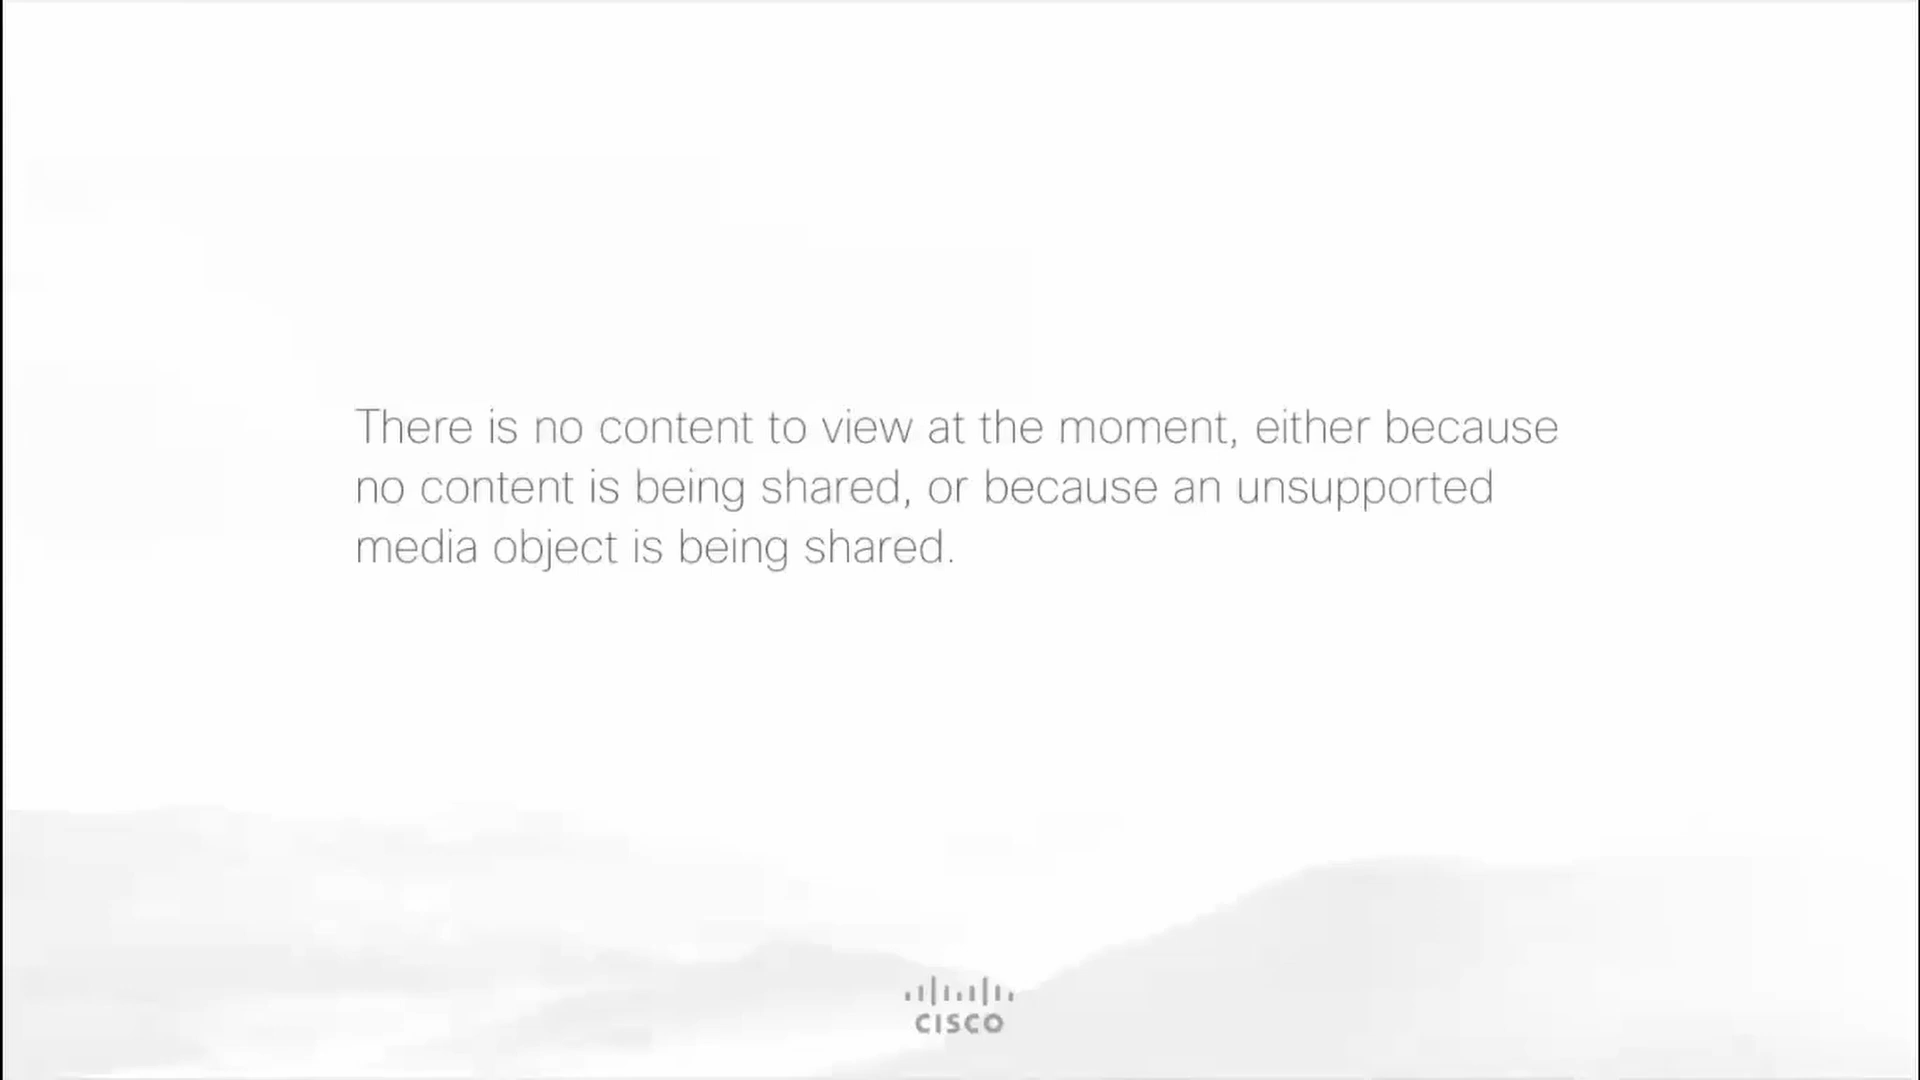 There is no content to view at the moment, either because
no content is being shared, or because an unsupported
media object is being shared.
CISCO